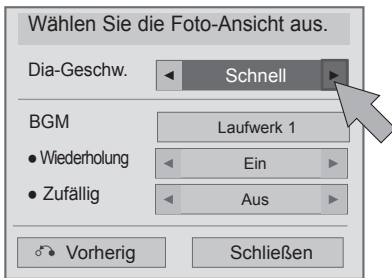 Wählen Sie die Foto-Ansicht aus.
Dia-Geschw. ◄ Schnell ►
BGM Laufwerk 1
• Wiederholung ◄ Ein ►
• Zufällig ◄ Aus ►
Vorherig Schließen